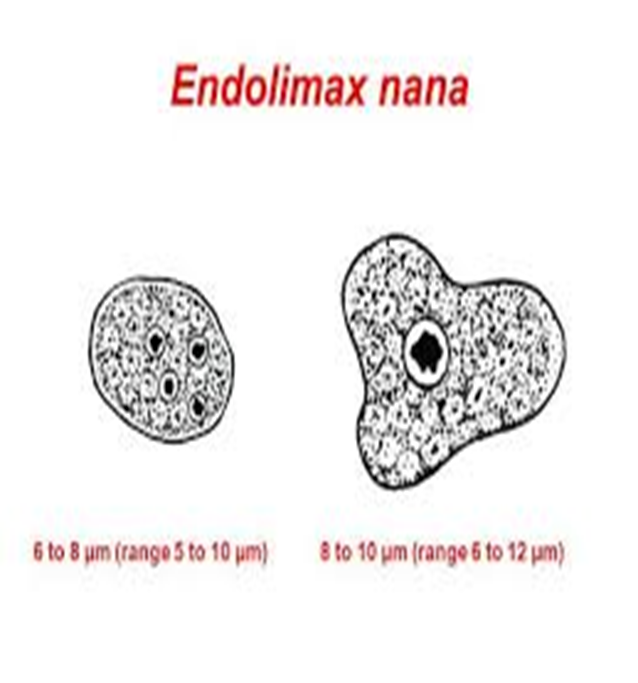 Endolimax nana
6 to 8 µm (range 5 to 10 µm)
8 to 10 µm (range 6 to 12 µm)